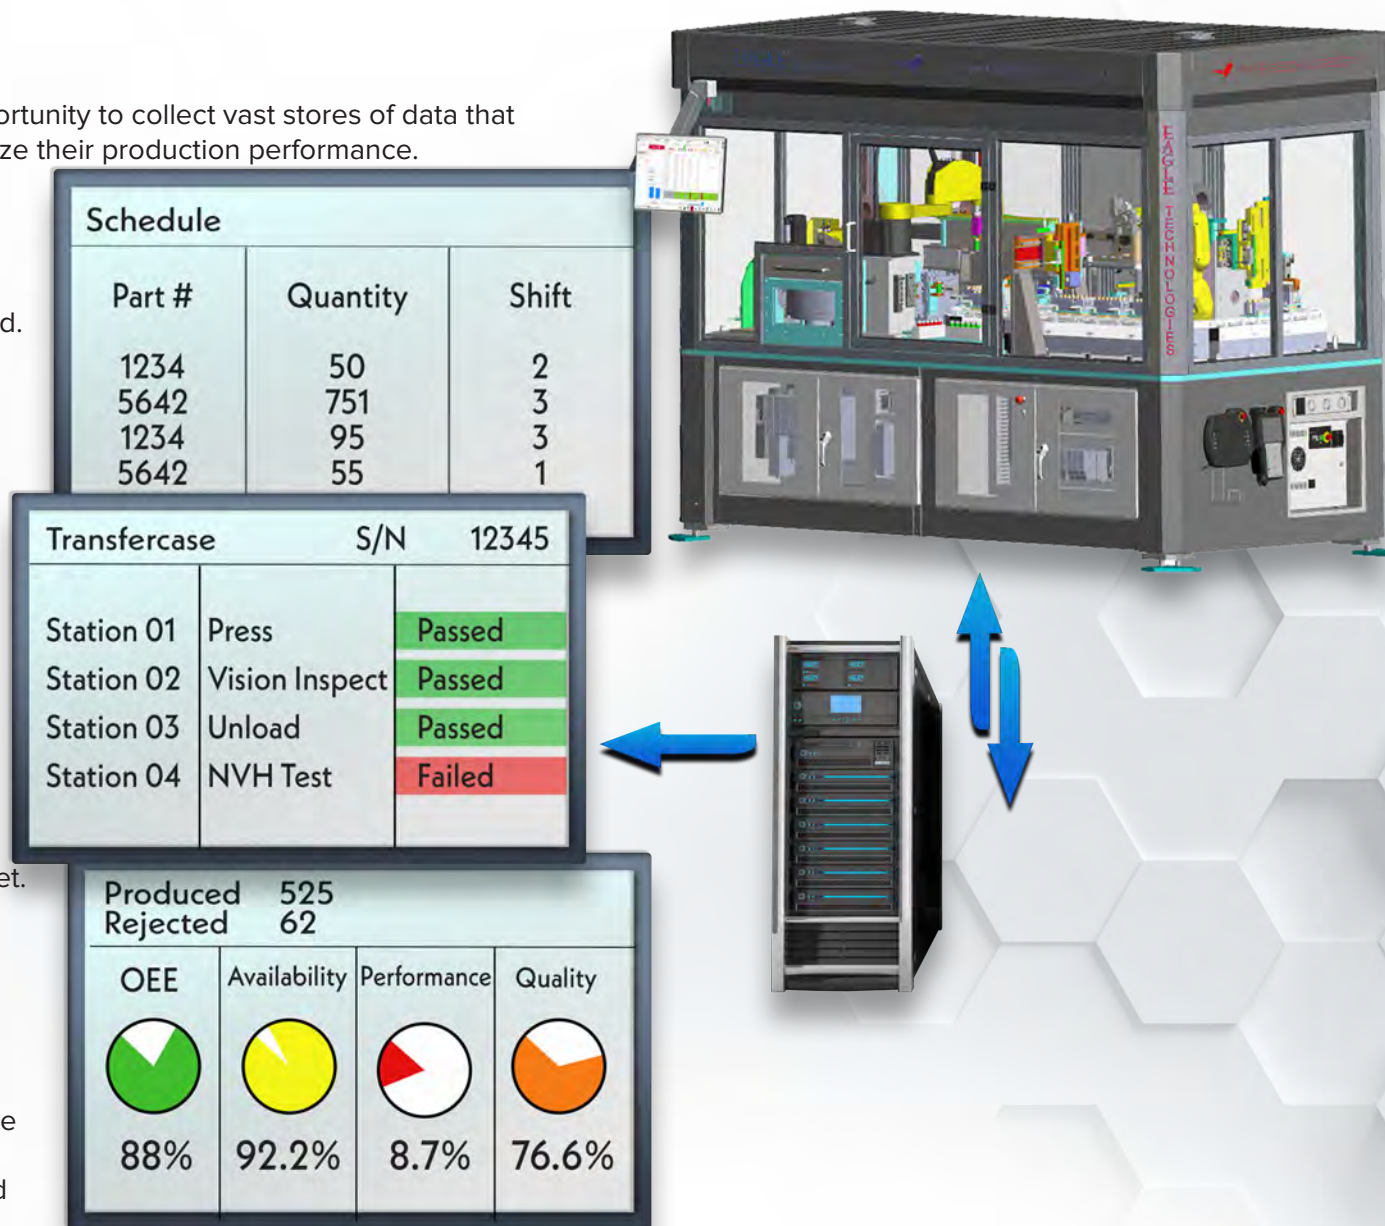 ortunity to collect vast stores of data that
ze their production performance.
d.
et.
e
d
Schedule
Part # Quantity Shift
1234 50 2
5642 751 3
1234 95 3
5642 55 1
Transfercase S/N 12345
Station 01 Press Passed
Station 02 Vision Inspect Passed
Station 03 Unload Passed
Station 04 NVH Test Failed
Produced 525
Rejected 62
OEE Availability Performance Quality
88% 92.2% 8.7% 76.6%
EAGLE TECHNOLOGIES